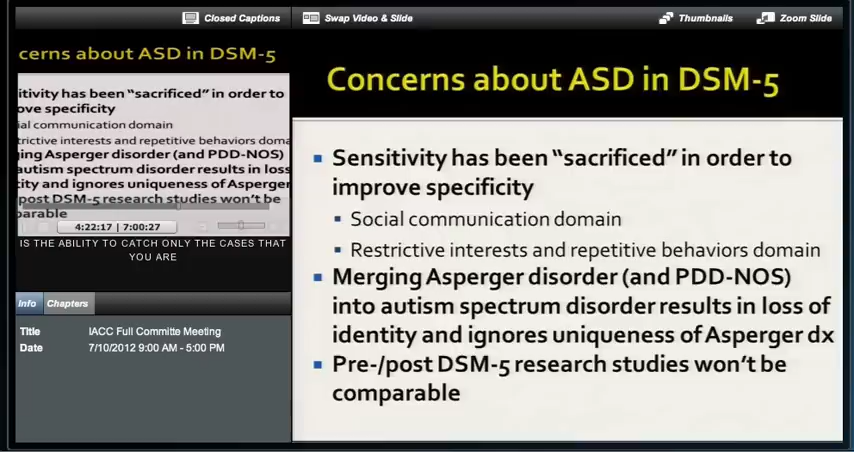 Closed Captions
Swap Video & Slide
Thumbnails
Zoom Slide
cerns about ASD in DSM-5
itivity has been “sacrificed” in order to
ove specificity
ial communication domain
trictive interests and repetitive behaviors doma
ging Asperger disorder (and PDD-NOS)
autism spectrum disorder results in loss
tity and ignores uniqueness of Asperger
/post DSM-5 research studies won't be
parable
4:22:17 | 7:00:27
IS THE ABILITY TO CATCH ONLY THE CASES THAT
YOU ARE
Info
Chapters
Title IACC Full Committe Meeting
Date 7/10/2012 9:00 AM - 5:00 PM
Concerns about ASD in DSM-5
Sensitivity has been “sacrificed” in order to
improve specificity
Social communication domain
Restrictive interests and repetitive behaviors domain
Merging Asperger disorder (and PDD-NOS)
into autism spectrum disorder results in loss of
identity and ignores uniqueness of Asperger dx
Pre-/post DSM-5 research studies won't be
comparable